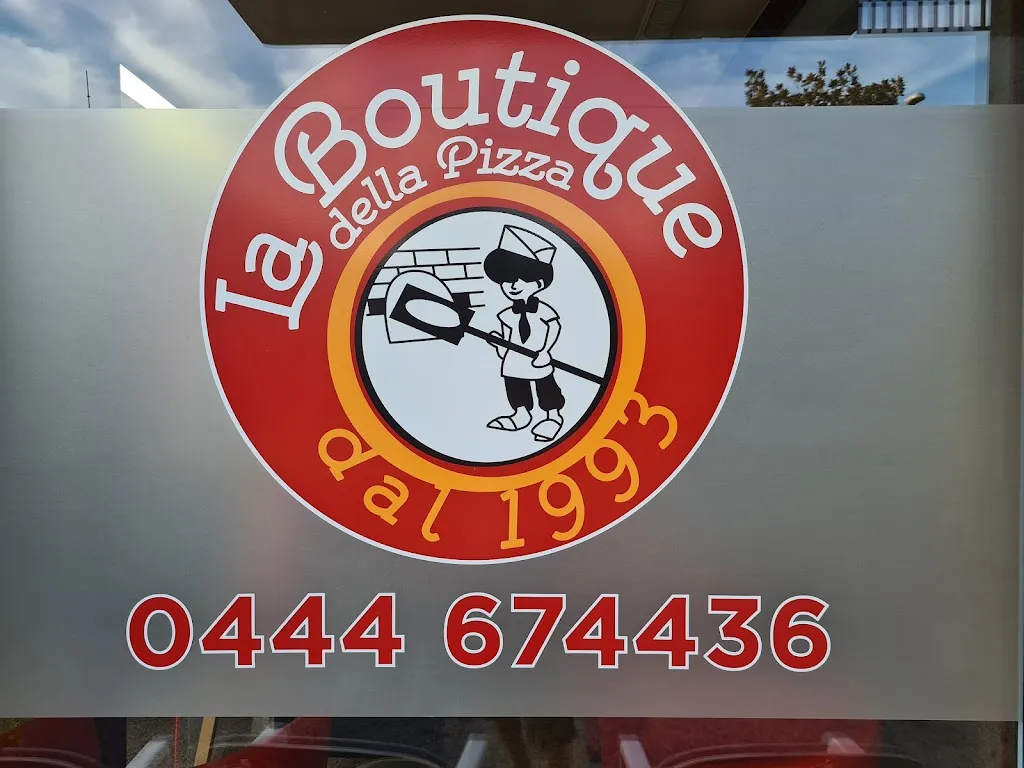 La Boutique
della Pizza
dal 1993
0444 674436